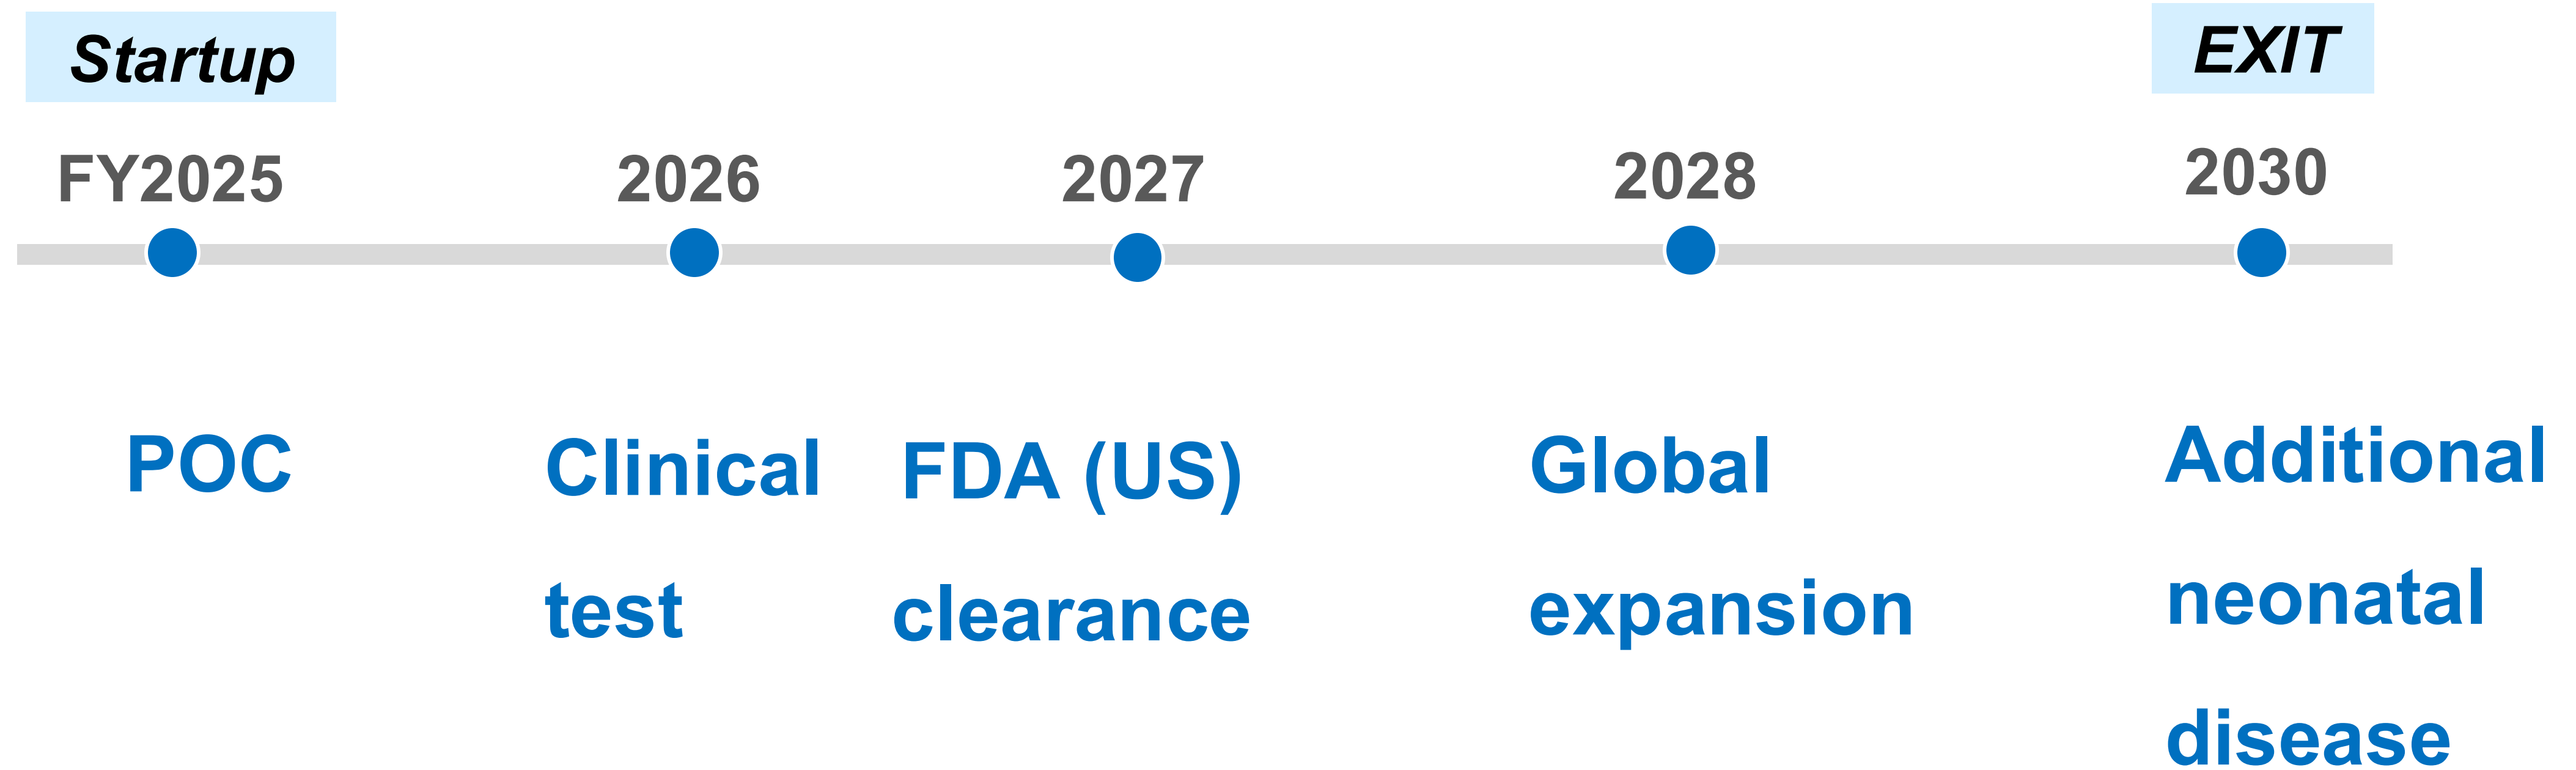 Startup
EXIT
FY2025
2026
2027
2028
2030
POC
Clinical
test
FDA (US)
clearance
Global
expansion
Additional
neonatal
disease